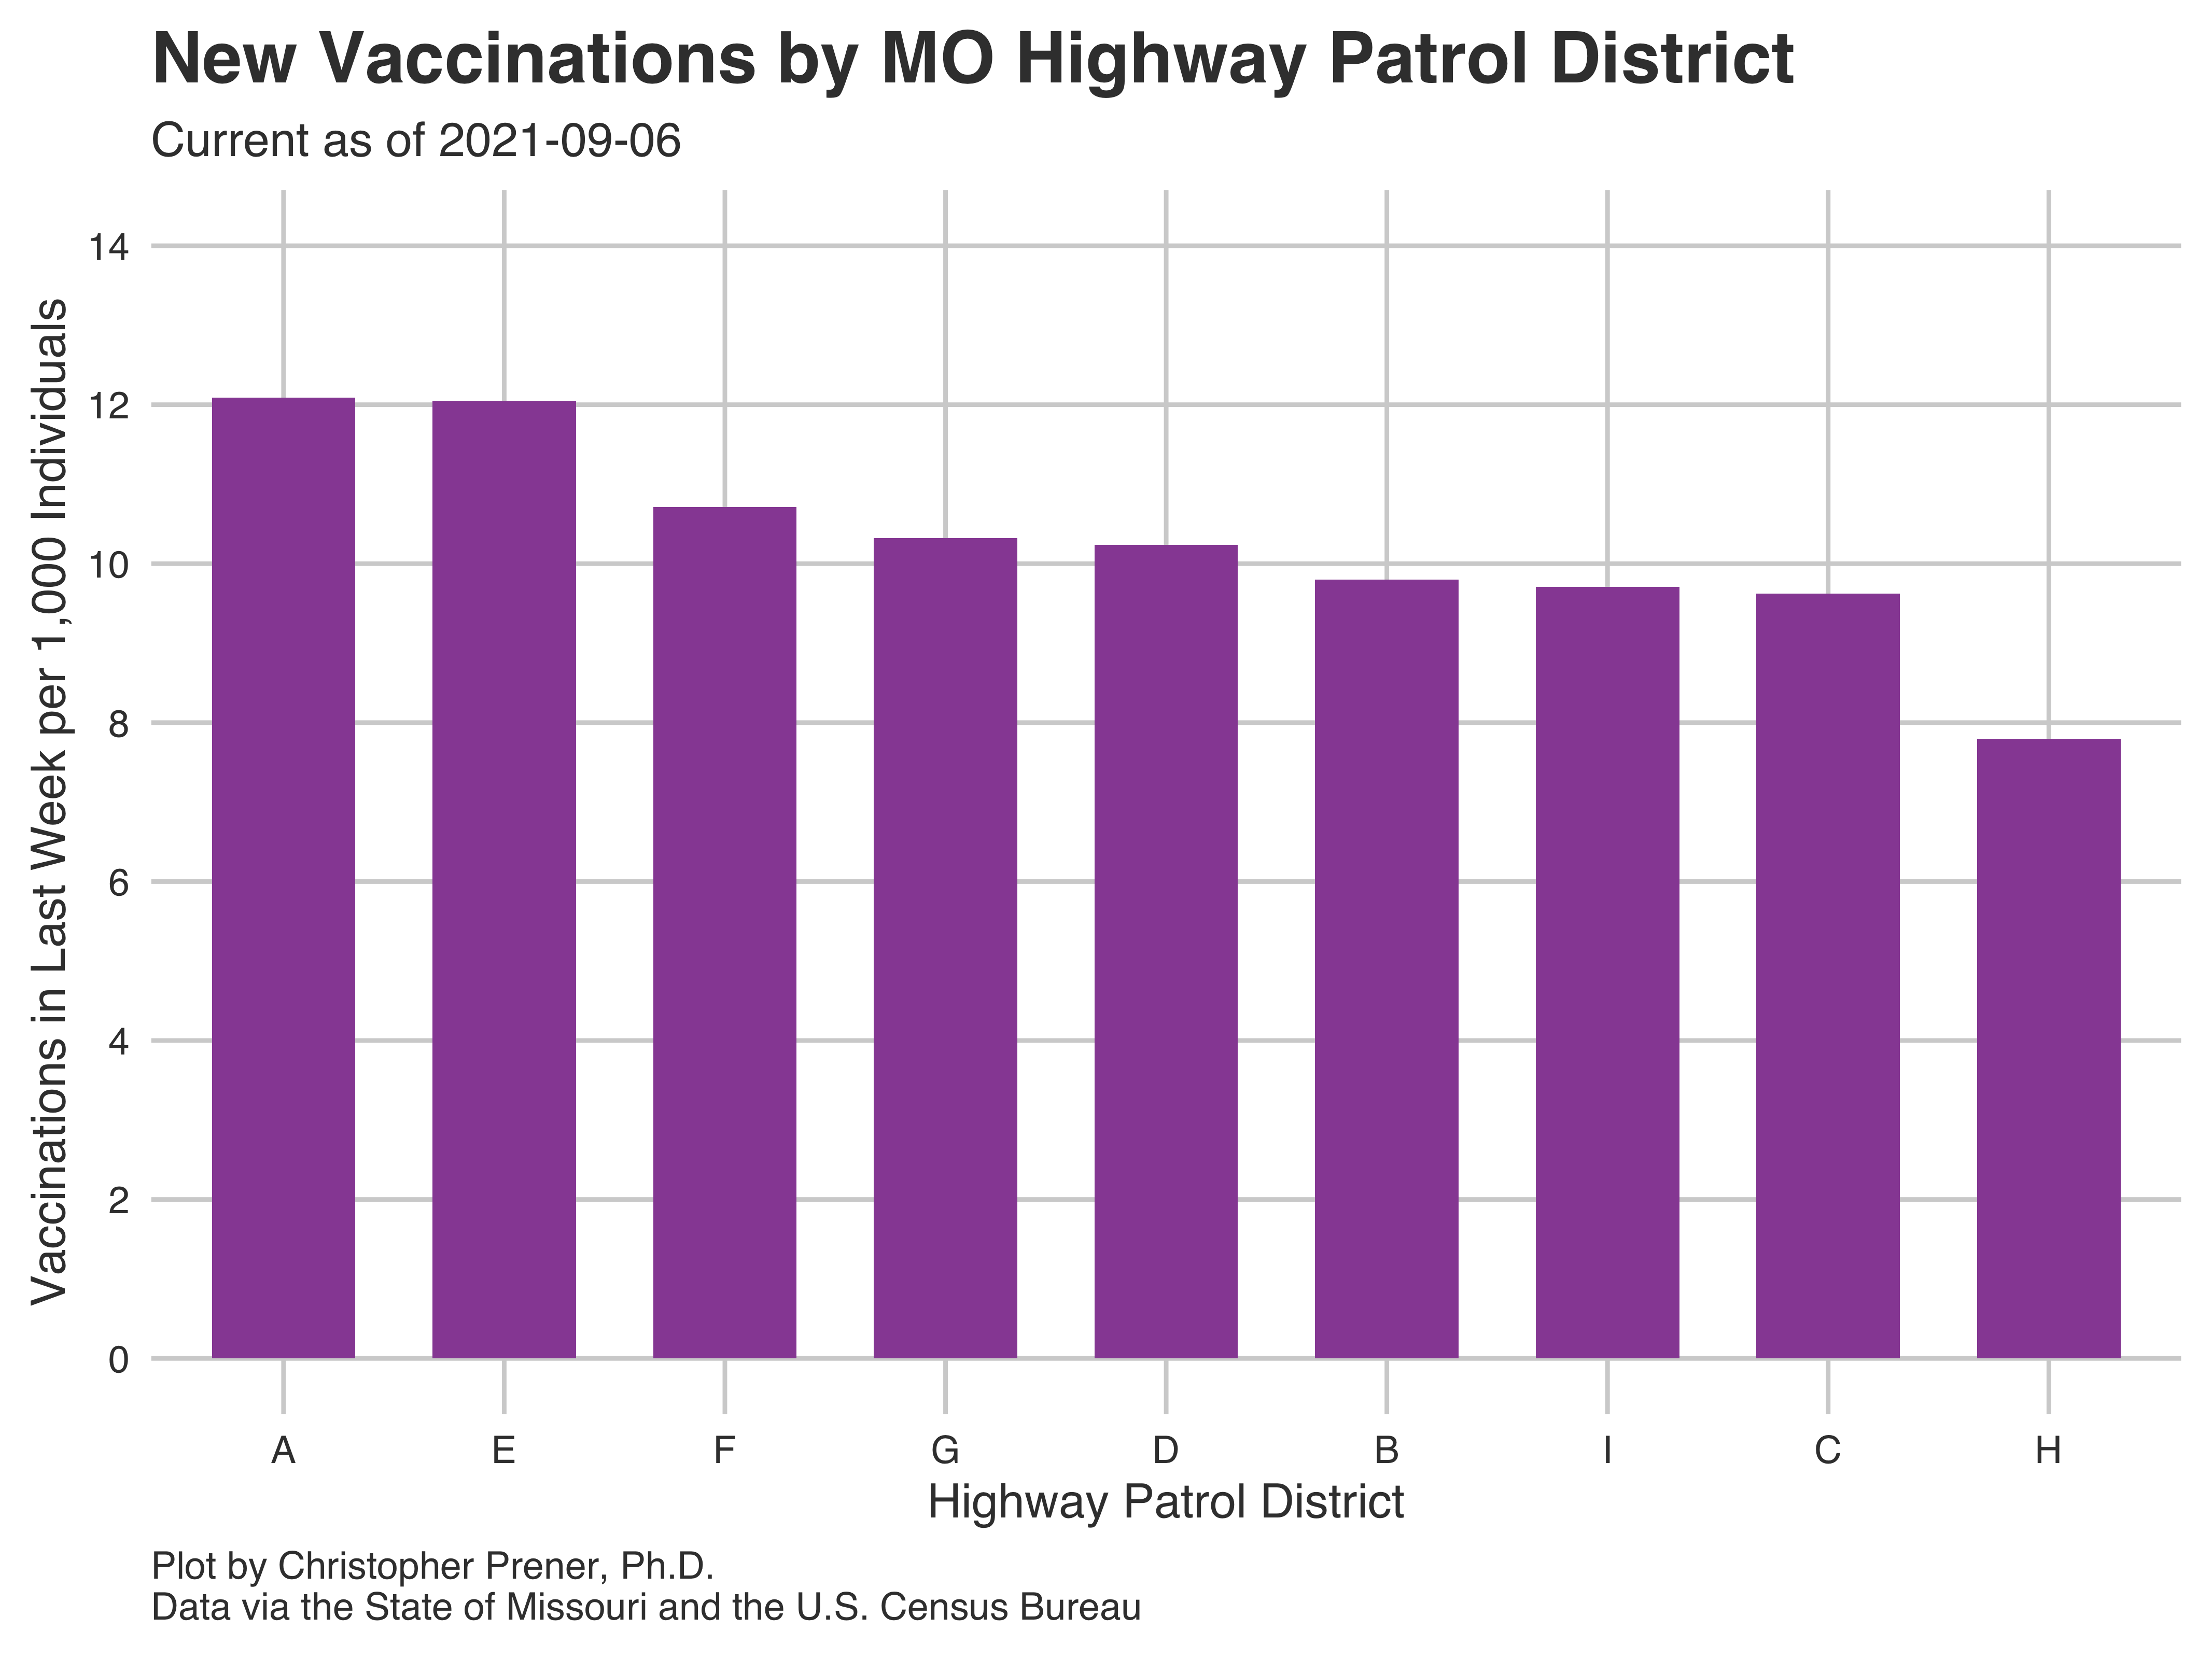 New Vaccinations by MO Highway Patrol District
Current as of 2021-09-06
Vaccinations in Last Week per 1,000 Individuals
14
12
10
8
6
4
2
0
A E F G D B I C H
Highway Patrol District
Plot by Christopher Prener, Ph.D.
Data via the State of Missouri and the U.S. Census Bureau